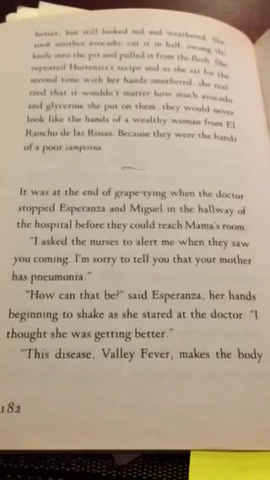 better, but still looked red and weathered. She
took another avocado, cut it in half, swung the
knife into the pit and pulled it from the flesh. She
repeated Hortensia's recipe and as she sat for the
second time with her hands smothered, she real-
ized that it wouldn't matter how much avocado
and glycerine she put on them, they would never
look like the hands of a wealthy woman from El
Rancho de las Rosas. Because they were the hands
of a poor campesina.
It was at the end of grape-tying when the doctor
stopped Esperanza and Miguel in the hallway of
the hospital before they could reach Mama's room.
"I asked the nurses to alert me when they saw
you coming. I'm sorry to tell you that your mother
has pneumonia."
"How can that be?" said Esperanza, her hands
beginning to shake as she stared at the doctor. "I
thought she was getting better."
"This disease, Valley Fever, makes the body
182